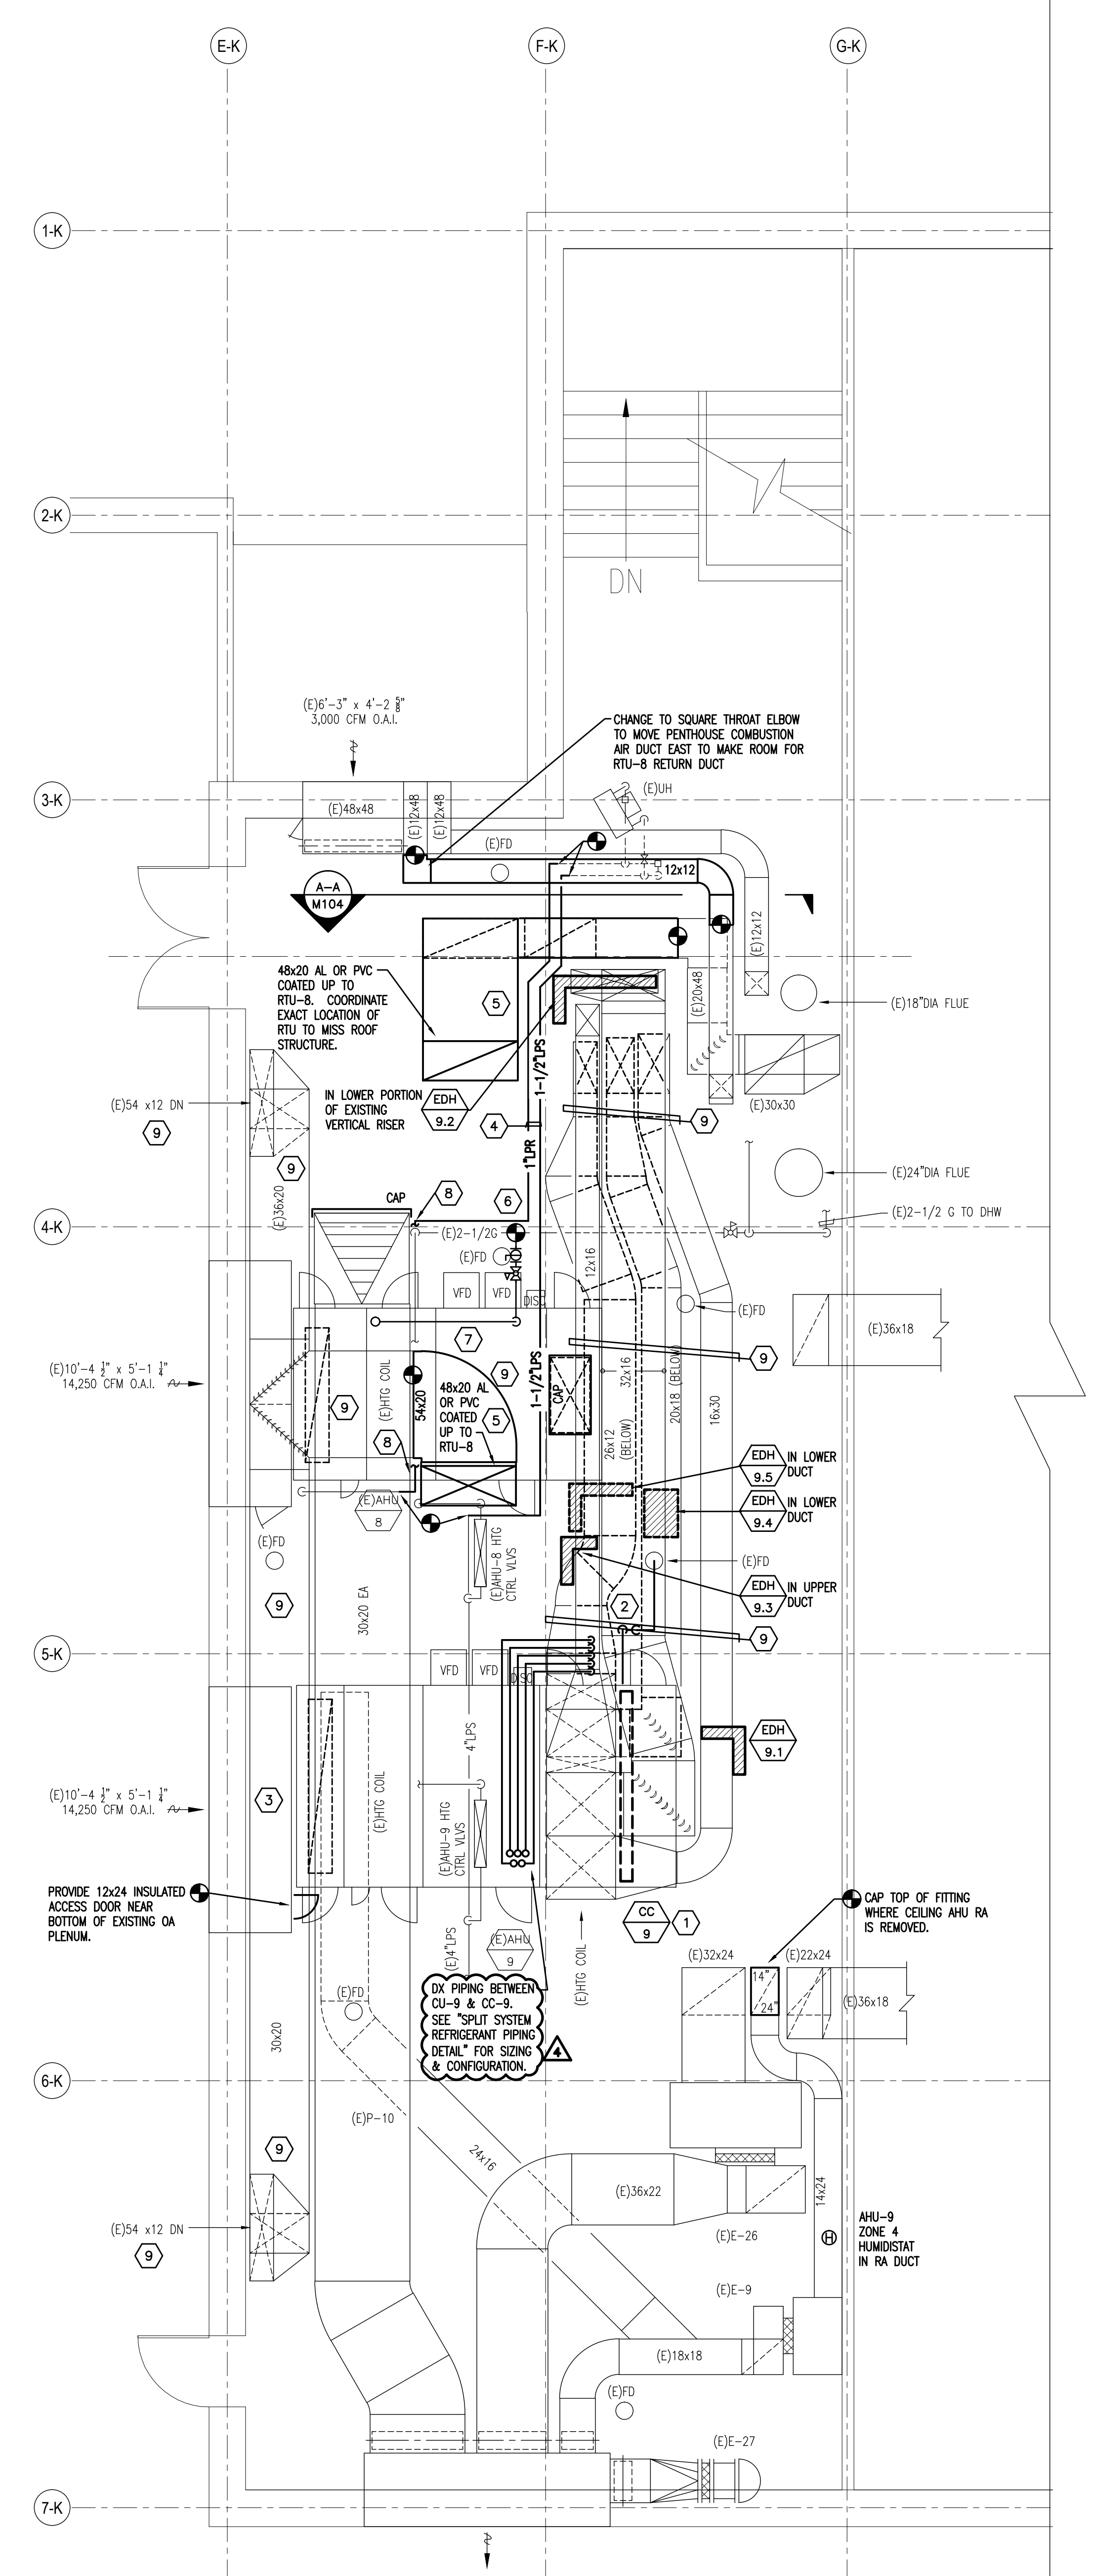 E-K
F-K
G-K
1-K
2-K
DN
(E)6'-3" x 4'-2 5/8"
3,000 CFM O.A.I.
CHANGE TO SQUARE THROAT ELBOW
TO MOVE PENTHOUSE COMBUSTION
AIR DUCT EAST TO MAKE ROOM FOR
RTU-8 RETURN DUCT
3-K
(E)48x48
(E)12x48
(E)12x48
(E)UH
(E)FD
12x12
A-A
M104
(E)12x12
48x20 AL OR PVC
COATED UP TO
RTU-8. COORDINATE
EXACT LOCATION OF
RTU TO MISS ROOF
STRUCTURE.
5
(E)20x48
(E)18"DIA FLUE
1-1/2"LPS
IN LOWER PORTION
OF EXISTING
VERTICAL RISER
EDH
9.2
4
9
(E)30x30
(E)54 x12 DN
9
9
1"LPR
(E)24"DIA FLUE
CAP
8
6
(E)36x20
4-K
(E)2-1/2G
(E)2-1/2 G TO DHW
(E)FD
12x16
VFD
VFD
DISC
(E)FD
(E)36x18
7
9
(E)10'-4 1/2" x 5'-1 1/4"
14,250 CFM O.A.I.
9
(E)HTG COIL
54x20
48x20 AL
OR PVC
COATED
UP TO
RTU-8
5
9
1-1/2"LPS
CAP
32x16
20x18 (BELOW)
16x30
26x12
(BELOW)
8
EDH
9.5
IN LOWER
DUCT
EDH
9.4
IN LOWER
DUCT
(E)AHU
8
(E)FD
(E)AHU-8 HTG
CTRL VLVS
(E)FD
EDH
9.3
IN UPPER
DUCT
9
30x20 EA
2
9
5-K
VFD
VFD
DISC
4"LPS
EDH
9.1
(E)10'-4 1/2" x 5'-1 1/4"
14,250 CFM O.A.I.
3
(E)HTG COIL
(E)AHU-9 HTG
CTRL VLVS
PROVIDE 12x24 INSULATED
ACCESS DOOR NEAR
BOTTOM OF EXISTING OA
PLENUM.
CAP TOP OF FITTING
WHERE CEILING AHU RA
IS REMOVED.
CC
9
1
(E)4"LPS
(E)AHU
9
(E)HTG COIL
(E)32x24
(E)22x24
14"
24"
(E)36x18
(E)FD
DX PIPING BETWEEN
CU-9 & CC-9.
SEE "SPLIT SYSTEM
REFRIGERANT PIPING
DETAIL" FOR SIZING
& CONFIGURATION.
4
30x20
6-K
(E)P-10
24x16
9
(E)36x22
14x24
(E)54 x12 DN
9
(E)E-26
H
AHU-9
ZONE 4
HUMIDISTAT
IN RA DUCT
(E)E-9
(E)18x18
(E)FD
(E)E-27
7-K